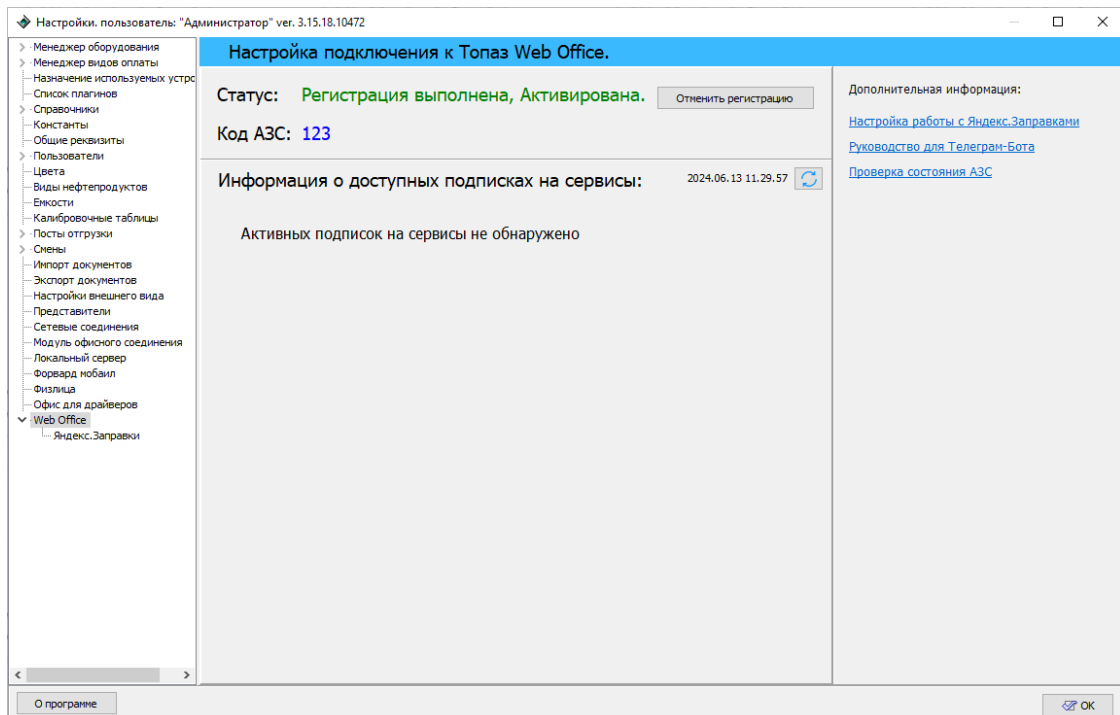 Настройки. пользователь: "Администратор" ver. 3.15.18.10472
Менеджер оборудования
Менеджер видов оплаты
Назначение используемых устрс
Список плагинов
Справочники
Константы
Общие реквизиты
Пользователи
Цвета
Виды нефтепродуктов
Емкости
Калибровочные таблицы
Посты отгрузки
Смены
Импорт документов
Экспорт документов
Настройки внешнего вида
Представители
Сетевые соединения
Модуль офисного соединения
Локальный сервер
Форвард мобаил
Физлица
Офис для драйверов
Web Office
Яндекс.Заправки
Настройка подключения к Топаз Web Office.
Статус: Регистрация выполнена, Активирована. Отменить регистрацию
Код АЗС: 123
Информация о доступных подписках на сервисы: 2024.06.13 11.29.57
Активных подписок на сервисы не обнаружено
Дополнительная информация:
Настройка работы с Яндекс.Заправками
Руководство для Телеграм-Бота
Проверка состояния АЗС
О программе
OK